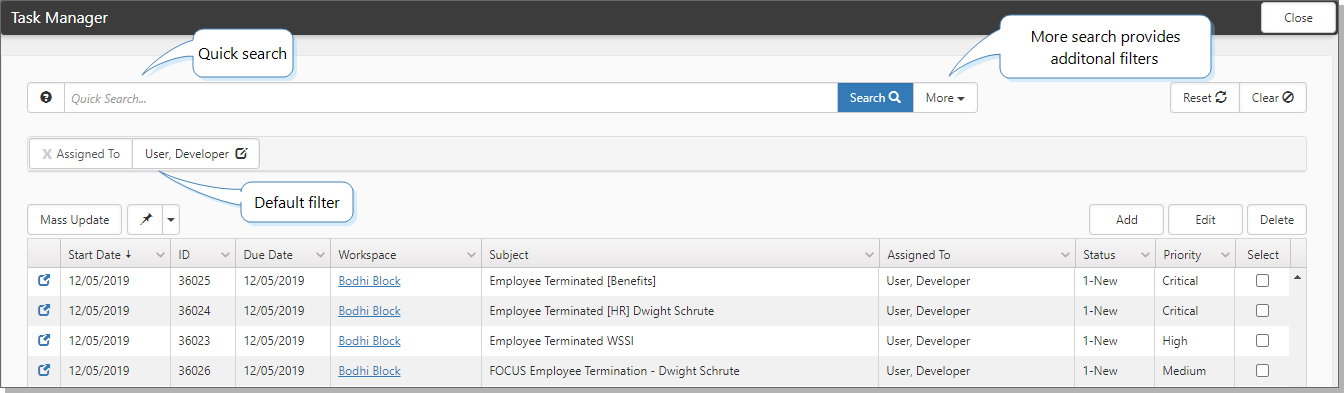 Task Manager
Close
Quick search
More search provides
additonal filters
Quick Search...
Search
More
Reset
Clear
X Assigned To
User, Developer
Default filter
Mass Update
Add
Edit
Delete
Start Date ID Due Date Workspace Subject Assigned To Status Priority Select
12/05/2019 36025 12/05/2019 Bodhi Block Employee Terminated [Benefits] User, Developer 1-New Critical
12/05/2019 36024 12/05/2019 Bodhi Block Employee Terminated [HR] Dwight Schrute User, Developer 1-New Critical
12/05/2019 36023 12/05/2019 Bodhi Block Employee Terminated WSSI User, Developer 1-New High
12/05/2019 36026 12/05/2019 Bodhi Block FOCUS Employee Termination - Dwight Schrute User, Developer 1-New Medium